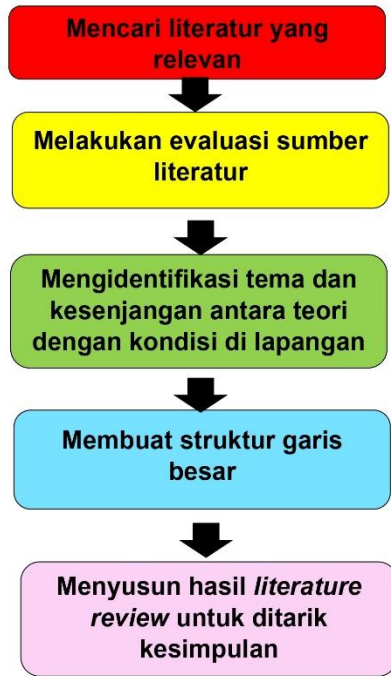 Mencari literatur yang
relevan
Melakukan evaluasi sumber
literatur
Mengidentifikasi tema dan
kesenjangan antara teori
dengan kondisi di lapangan
Membuat struktur garis
besar
Menyusun hasil literature
review untuk ditarik
kesimpulan